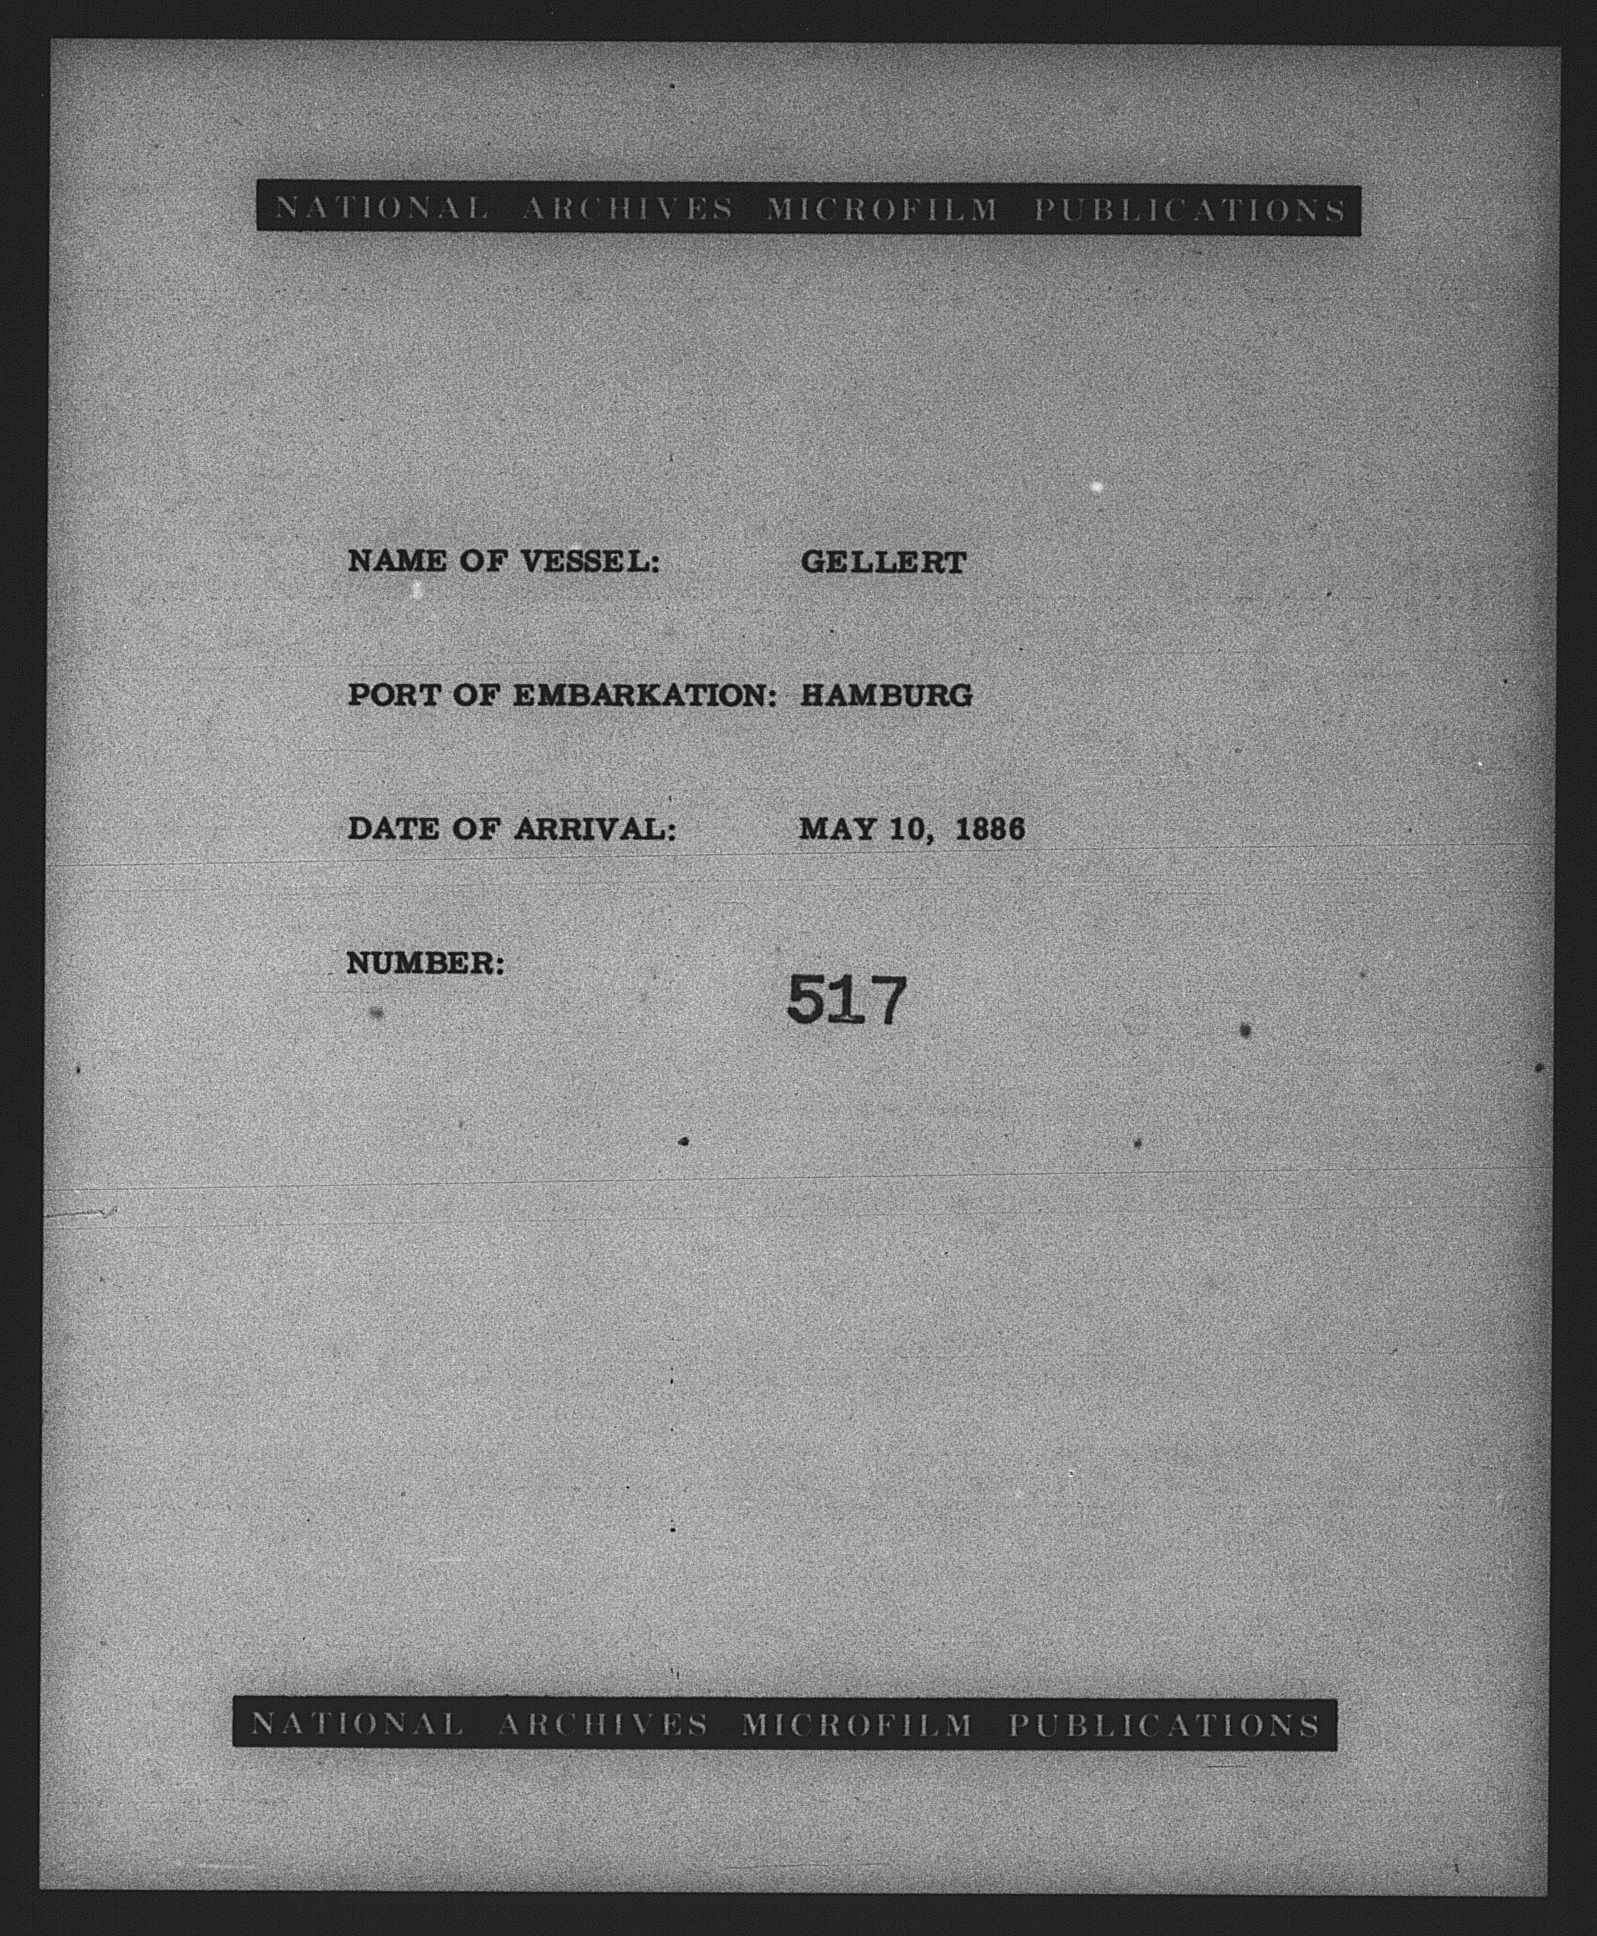 NATIONAL ARCHIVES MICROFILM PUBLICATIONS
NAME OF VESSEL: GELLERT
PORT OF EMBARKATION: HAMBURG
DATE OF ARRIVAL: MAY 10, 1886
NUMBER: 517
NATIONAL ARCHIVES MICROFILM PUBLICATIONS